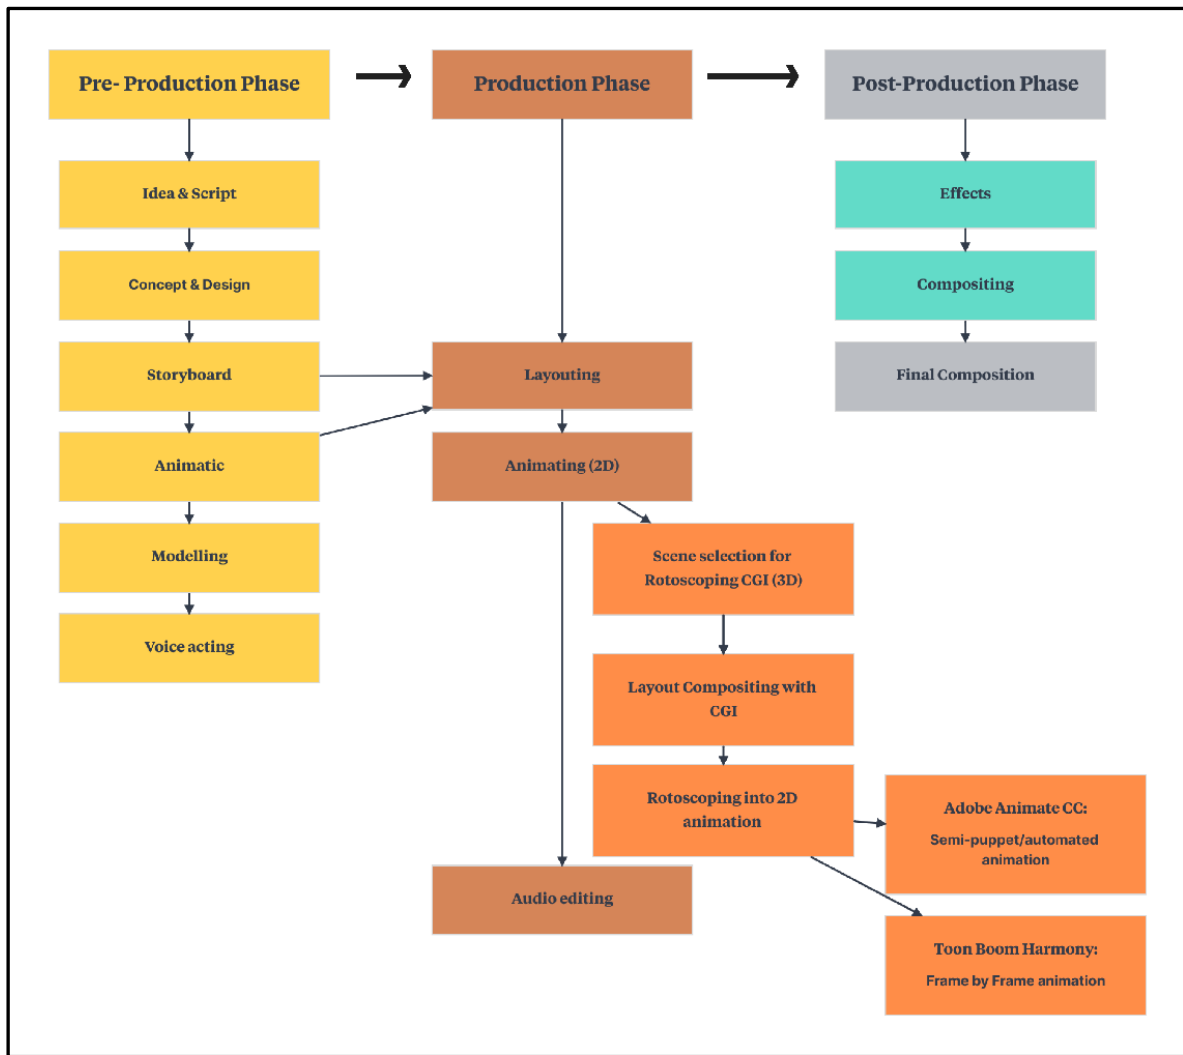 Pre- Production Phase
Production Phase
Post-Production Phase
Idea & Script
Concept & Design
Storyboard
Animatic
Modelling
Voice acting
Layouting
Animating (2D)
Scene selection for
Rotoscoping CGI (3D)
Layout Compositing with
CGI
Rotoscoping into 2D
animation
Adobe Animate CC:
Semi-puppet/automated
animation
Toon Boom Harmony:
Frame by Frame animation
Audio editing
Effects
Compositing
Final Composition